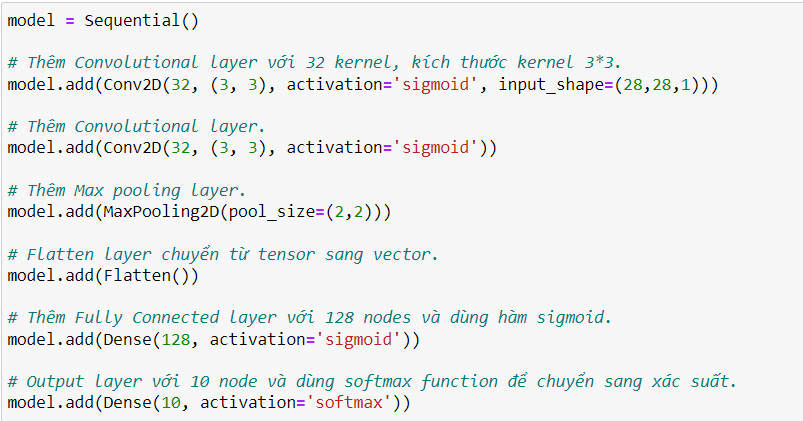 model = Sequential()
# Thêm Convolutional layer với 32 kernel, kích thước kernel 3*3.
model.add(Conv2D(32, (3, 3), activation='sigmoid', input_shape=(28,28,1)))
# Thêm Convolutional layer.
model.add(Conv2D(32, (3, 3), activation='sigmoid'))
# Thêm Max pooling layer.
model.add(MaxPooling2D(pool_size=(2,2)))
# Flatten layer chuyển từ tensor sang vector.
model.add(Flatten())
# Thêm Fully Connected layer với 128 nodes và dùng hàm sigmoid.
model.add(Dense(128, activation='sigmoid'))
# Output layer với 10 node và dùng softmax function để chuyển sang xác suất.
model.add(Dense(10, activation='softmax'))